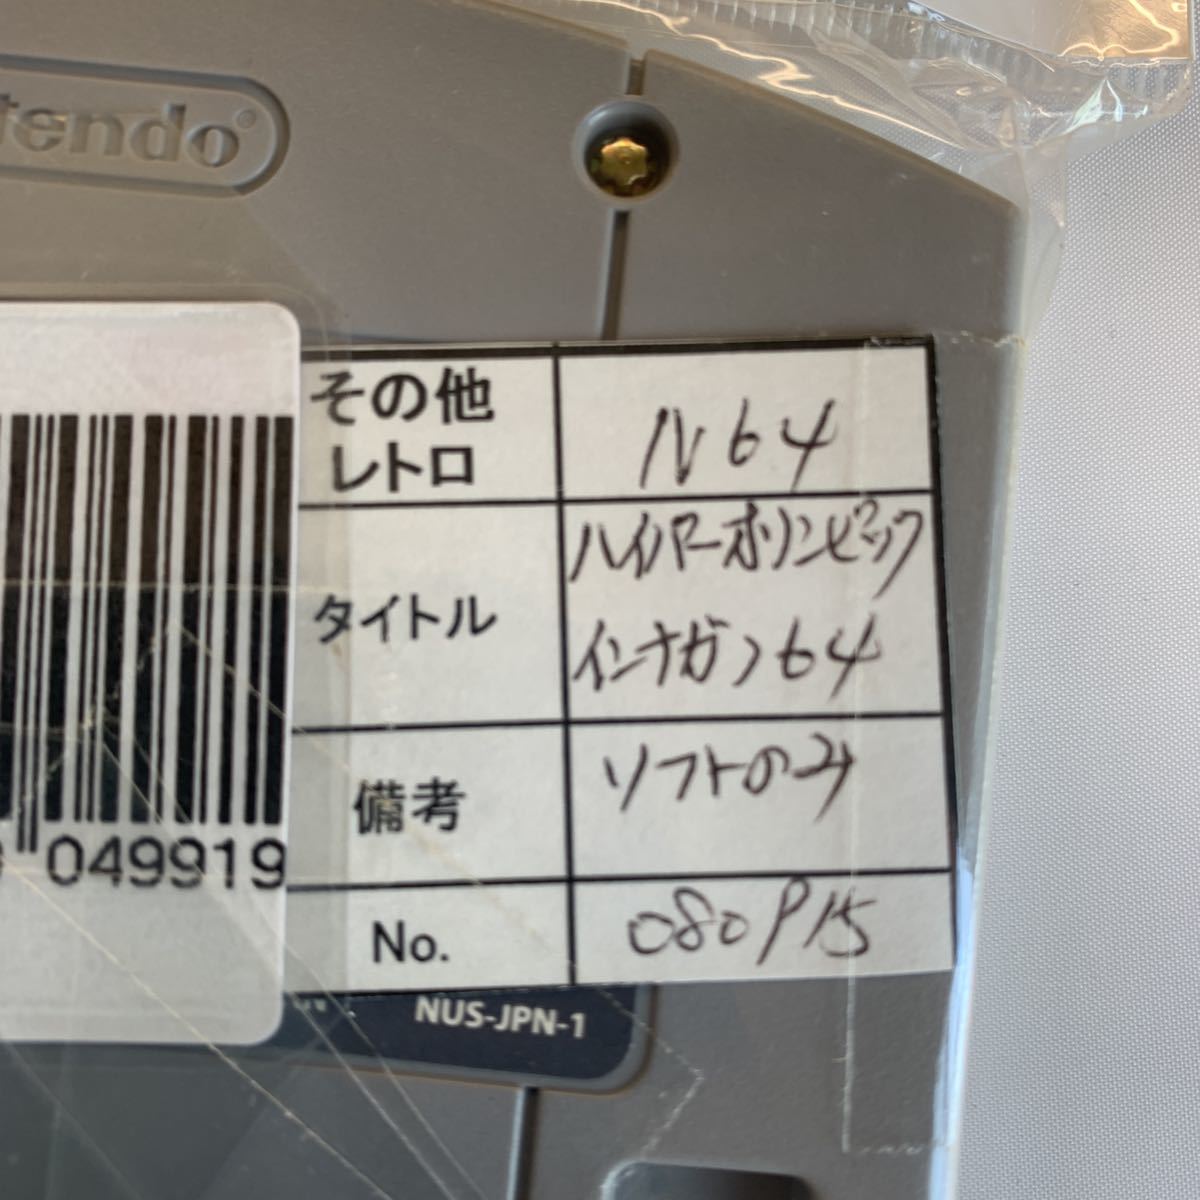 tendo®
その他 レトロ
N64
タイトル
ハイパーオリンピック
インナガノ64
備考
ソフトのみ
No.
080915
049919
NUS-JPN-1